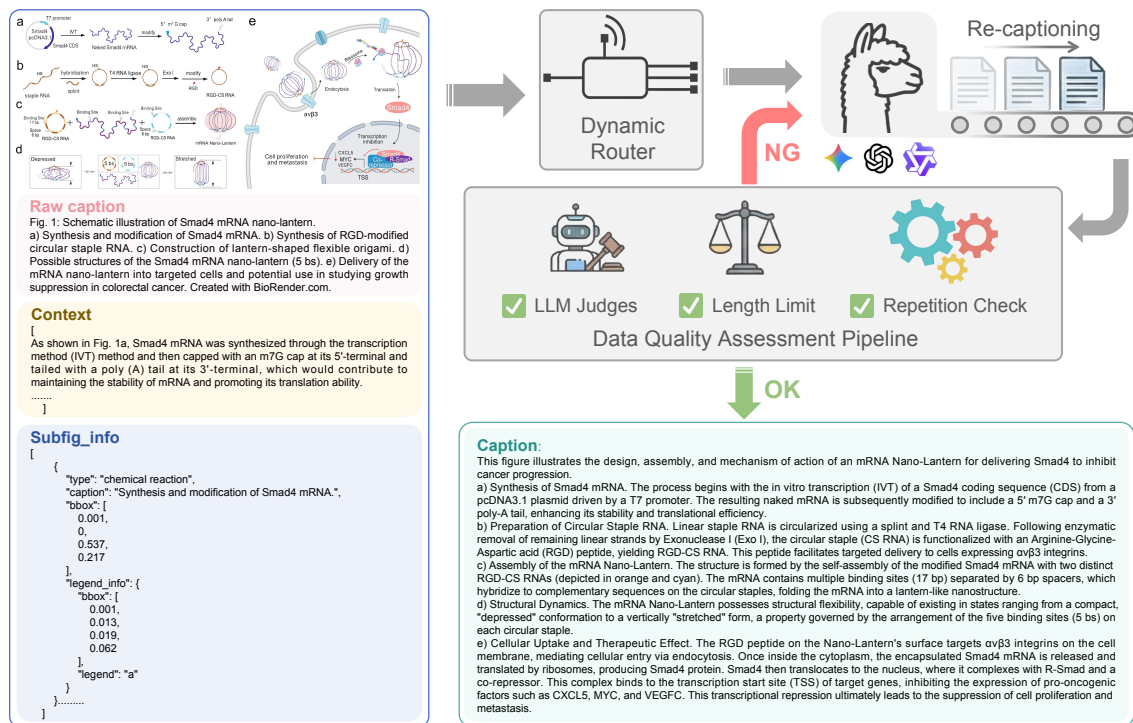 a
T7 promoter
Smad4
pcDNA3.1
Smad4 CDS
IVT
Naked Smad4 mRNA
modify
5' m7G cap
3' poly A tail
b
HS
staple RNA
hybridization
splint
HS
T4 RNA ligase
HS
Exo I
modify
RGD
RGD-CS RNA
c
Binding Site
17 bp
Space
6 bp
RGD-CS RNA
Binding Site
Binding Site
Binding Site
Space
6 bp
RGD-CS RNA
assembly
mRNA Nano-Lantern
d
Depressed
5 bs
5 bs
Stretched
e
αvβ3
Endocytosis
Ribosome
Translation
Smad4
Transcription
inhibition
Cell proliferation
and metastasis
CXCL5
MYC
VEGFC
Smad4
Co-
repressor
R-Smad
TSS
Raw caption
Fig. 1: Schematic illustration of Smad4 mRNA nano-lantern.
a) Synthesis and modification of Smad4 mRNA. b) Synthesis of RGD-modified
circular staple RNA. c) Construction of lantern-shaped flexible origami. d)
Possible structures of the Smad4 mRNA nano-lantern (5 bs). e) Delivery of the
mRNA nano-lantern into targeted cells and potential use in studying growth
suppression in colorectal cancer. Created with BioRender.com.
Context
[
As shown in Fig. 1a, Smad4 mRNA was synthesized through the transcription
method (IVT) method and then capped with an m7G cap at its 5'-terminal and
tailed with a poly (A) tail at its 3'-terminal, which would contribute to
maintaining the stability of mRNA and promoting its translation ability.
.......
]
Subfig_info
[
{
"type": "chemical reaction",
"caption": "Synthesis and modification of Smad4 mRNA.",
"bbox": [
0.001,
0,
0.537,
0.217
],
"legend_info": {
"bbox": [
0.001,
0.013,
0.019,
0.062
],
"legend": "a"
}
}.........
]
Dynamic
Router
NG
Re-captioning
LLM Judges
Length Limit
Repetition Check
Data Quality Assessment Pipeline
OK
Caption:
This figure illustrates the design, assembly, and mechanism of action of an mRNA Nano-Lantern for delivering Smad4 to inhibit
cancer progression.
a) Synthesis of Smad4 mRNA. The process begins with the in vitro transcription (IVT) of a Smad4 coding sequence (CDS) from a
pcDNA3.1 plasmid driven by a T7 promoter. The resulting naked mRNA is subsequently modified to include a 5′ m7G cap and a 3′
poly-A tail, enhancing its stability and translational efficiency.
b) Preparation of Circular Staple RNA. Linear staple RNA is circularized using a splint and T4 RNA ligase. Following enzymatic
removal of remaining linear strands by Exonuclease I (Exo I), the circular staple (CS RNA) is functionalized with an Arginine-Glycine-
Aspartic acid (RGD) peptide, yielding RGD-CS RNA. This peptide facilitates targeted delivery to cells expressing αvβ3 integrins.
c) Assembly of the mRNA Nano-Lantern. The structure is formed by the self-assembly of the modified Smad4 mRNA with two distinct
RGD-CS RNAs (depicted in orange and cyan). The mRNA contains multiple binding sites (17 bp) separated by 6 bp spacers, which
hybridize to complementary sequences on the circular staples, folding the mRNA into a lantern-like nanostructure.
d) Structural Dynamics. The mRNA Nano-Lantern possesses structural flexibility, capable of existing in states ranging from a compact,
"depressed" conformation to a vertically "stretched" form, a property governed by the arrangement of the five binding sites (5 bs) on
each circular staple.
e) Cellular Uptake and Therapeutic Effect. The RGD peptide on the Nano-Lantern's surface targets αvβ3 integrins on the cell
membrane, mediating cellular entry via endocytosis. Once inside the cytoplasm, the encapsulated Smad4 mRNA is released and
translated by ribosomes, producing Smad4 protein. Smad4 then translocates to the nucleus, where it complexes with R-Smad and a
co-repressor. This complex binds to the transcription start site (TSS) of target genes, inhibiting the expression of pro-oncogenic
factors such as CXCL5, MYC, and VEGFC. This transcriptional repression ultimately leads to the suppression of cell proliferation and
metastasis.